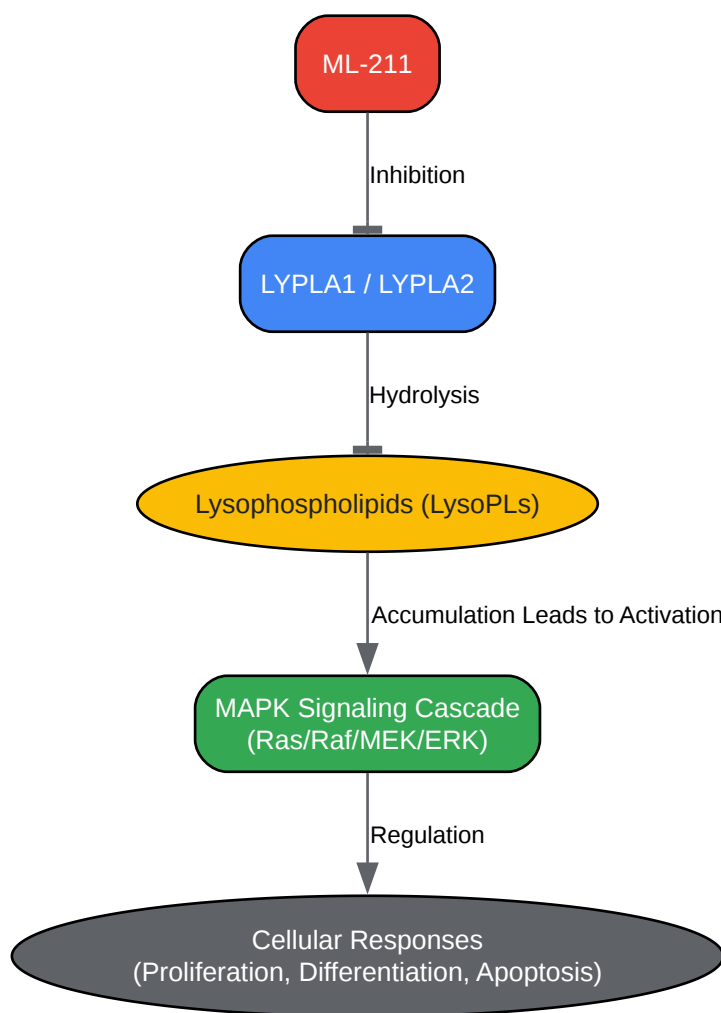 ML-211
Inhibition
LYPLA1 / LYPLA2
Hydrolysis
Lysophospholipids (LysoPLs)
Accumulation Leads to Activation
MAPK Signaling Cascade
(Ras/Raf/MEK/ERK)
Regulation
Cellular Responses
(Proliferation, Differentiation, Apoptosis)